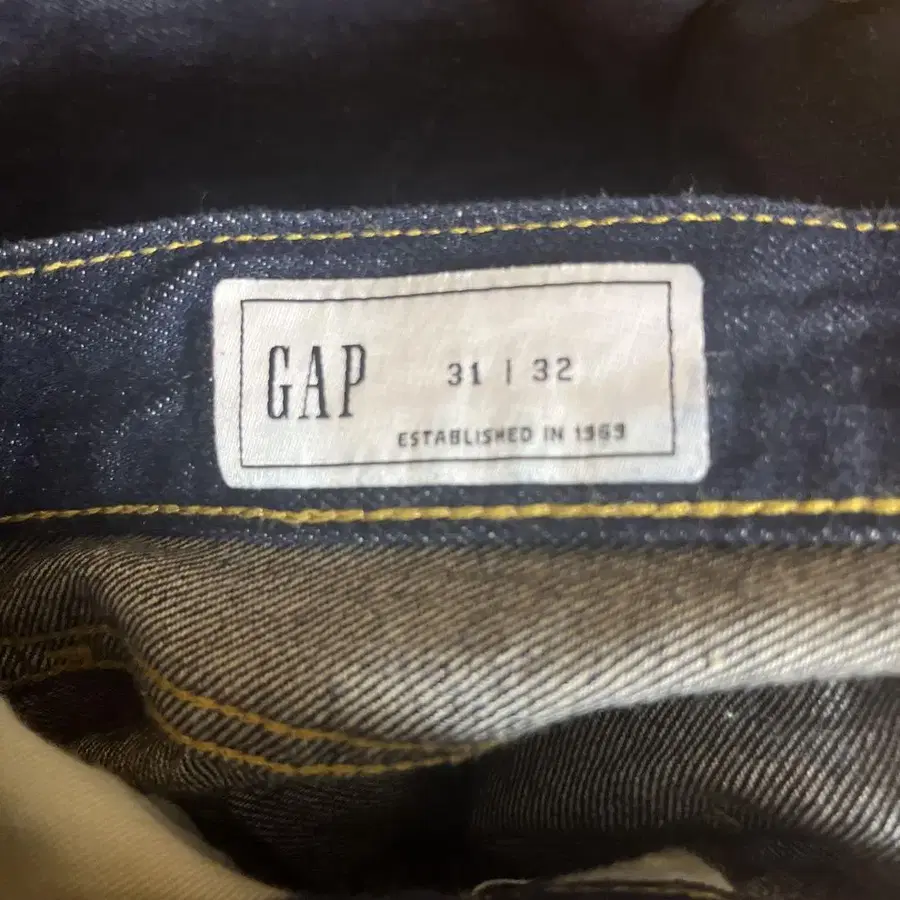 GAP 31 | 32
ESTABLISHED IN 1969